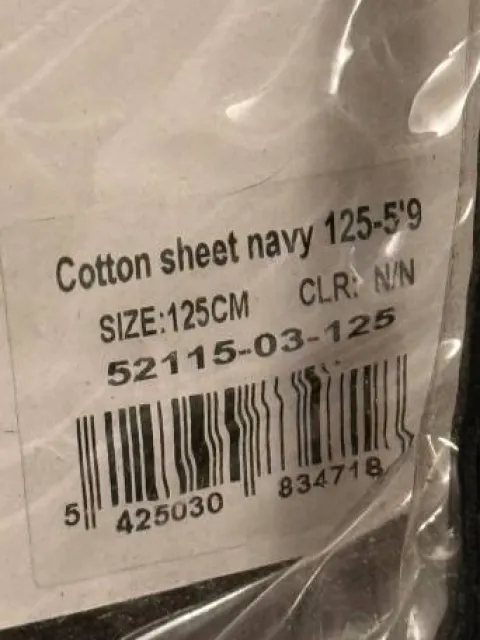 Cotton sheet navy 125-5'9
SIZE:125CM CLR: N/N
52115-03-125
5 425030 834718